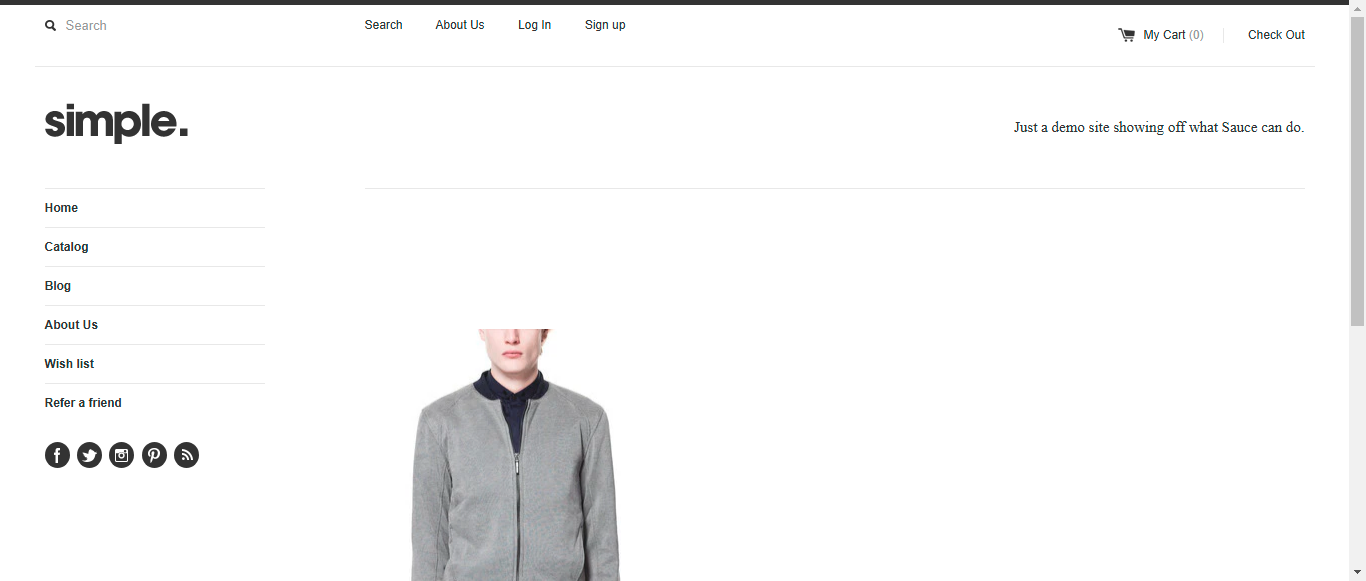 Search
Search About Us Log In Sign up
My Cart (0) Check Out
simple.
Just a demo site showing off what Sauce can do.
Home
Catalog
Blog
About Us
Wish list
Refer a friend